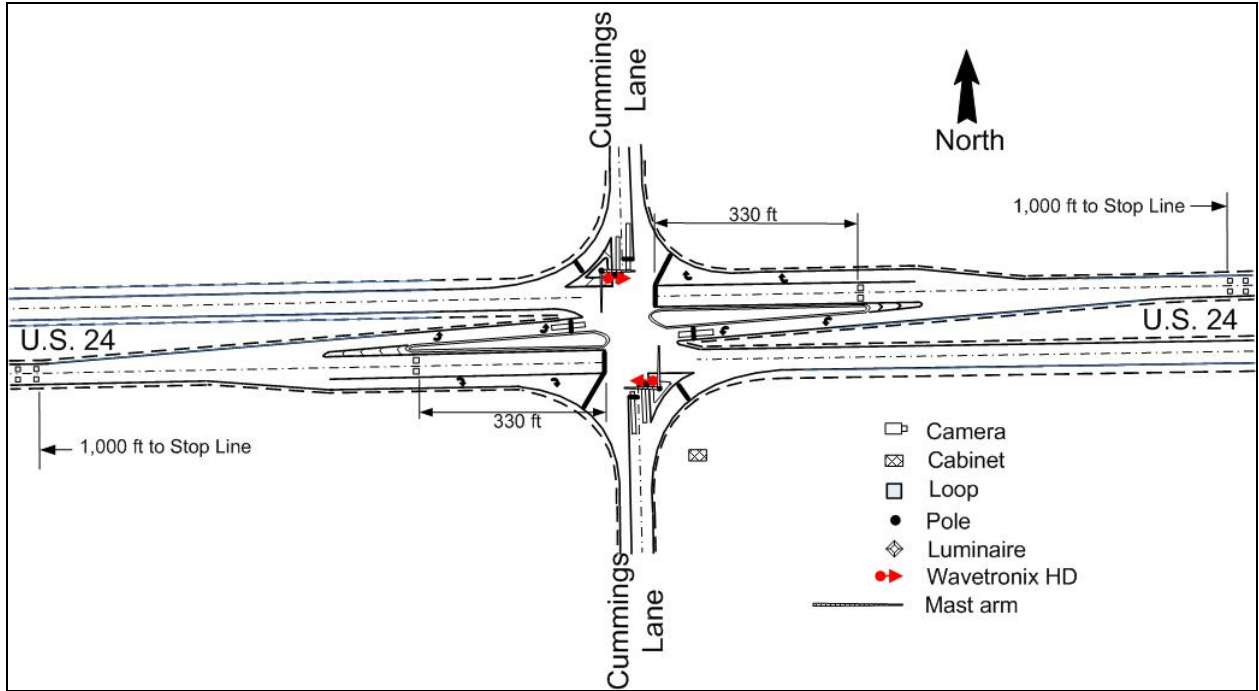 Cummings
Lane
North
330 ft
1,000 ft to Stop Line
U.S. 24
U.S. 24
330 ft
1,000 ft to Stop Line
Camera
Cabinet
Loop
Pole
Luminaire
Wavetronix HD
Mast arm
Cummings
Lane